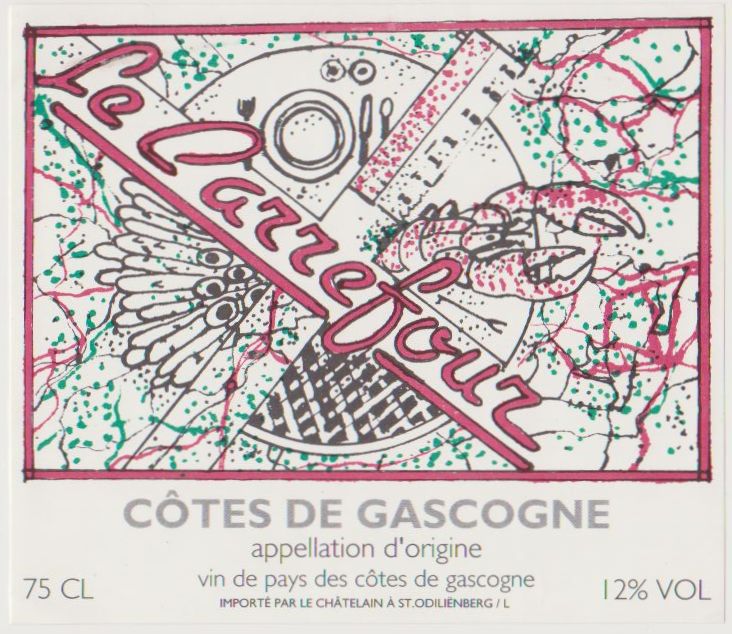 Le Carrefour
CÔTES DE GASCOGNE
appellation d'origine
vin de pays des côtes de gascogne
75 CL
12% VOL
IMPORTÉ PAR LE CHÂTELAIN À ST.ODILIËNBERG / L